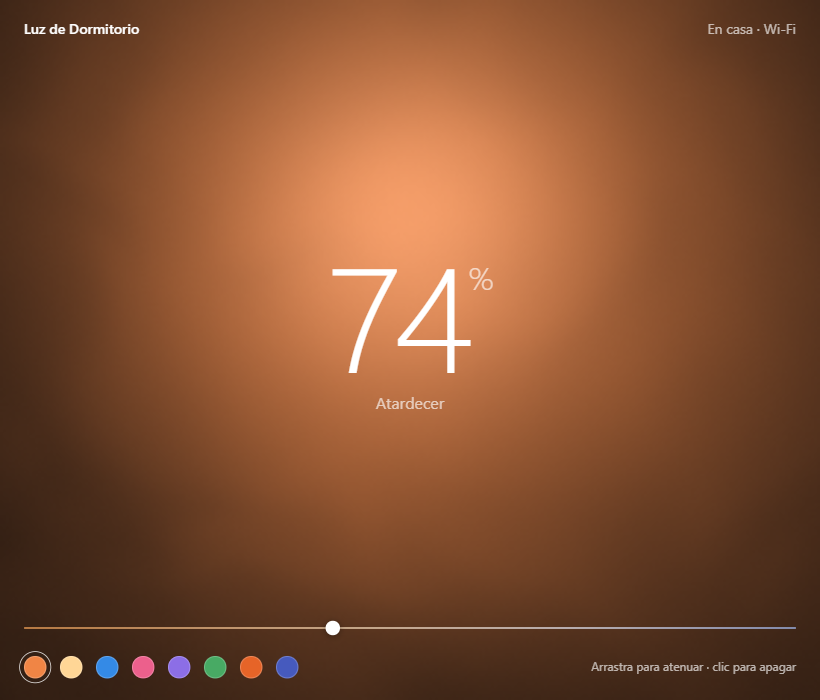 Luz de Dormitorio
En casa · Wi-Fi
74%
Atardecer
Arrastra para atenuar · clic para apagar